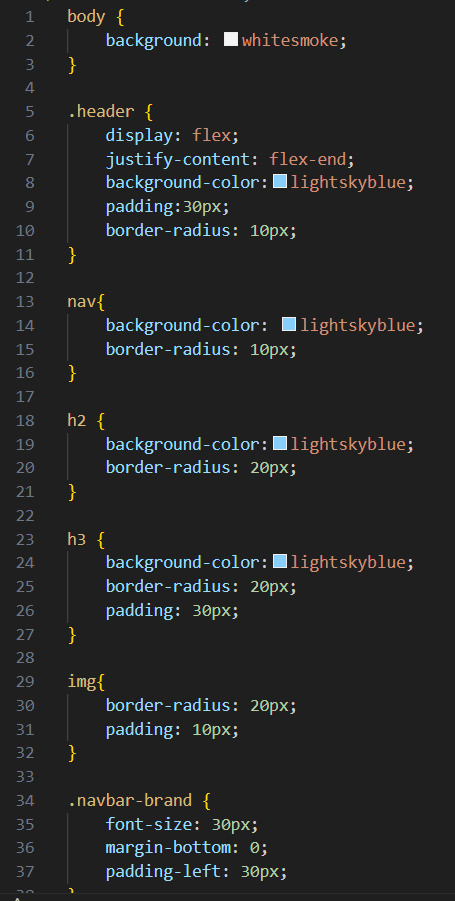 1 body {
2 background: whitesmoke;
3 }
4
5 .header {
6 display: flex;
7 justify-content: flex-end;
8 background-color:lightskyblue;
9 padding:30px;
10 border-radius: 10px;
11 }
12
13 nav{
14 background-color: lightskyblue;
15 border-radius: 10px;
16 }
17
18 h2 {
19 background-color:lightskyblue;
20 border-radius: 20px;
21 }
22
23 h3 {
24 background-color:lightskyblue;
25 border-radius: 20px;
26 padding: 30px;
27 }
28
29 img{
30 border-radius: 20px;
31 padding: 10px;
32 }
33
34 .navbar-brand {
35 font-size: 30px;
36 margin-bottom: 0;
37 padding-left: 30px;
38 }